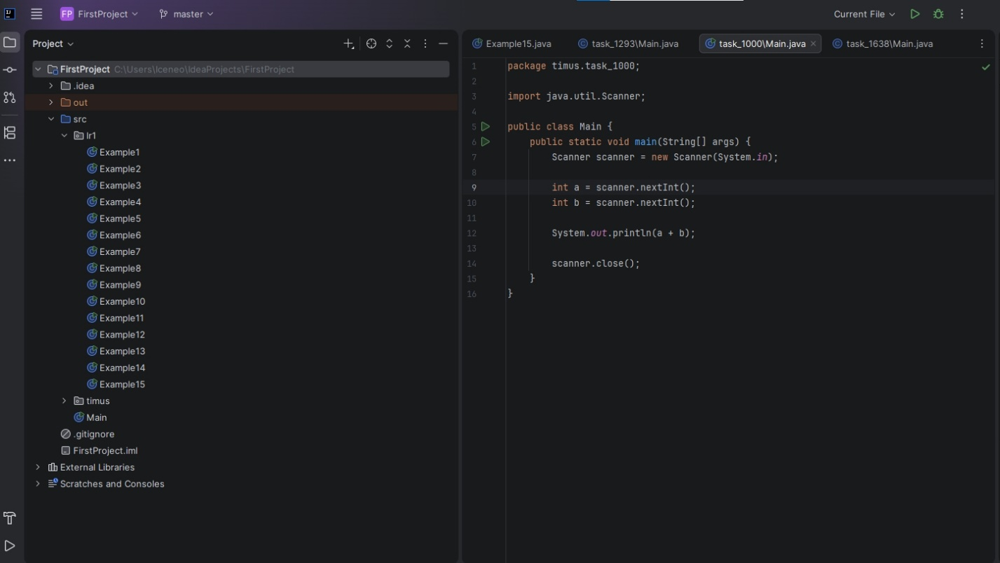 FP FirstProject master Current File
Project
Example15.java task_1293\Main.java task_1000\Main.java task_1638\Main.java
FirstProject C:\Users\Iceneo\IdeaProjects\FirstProject
.idea
out
src
lr1
Example1
Example2
Example3
Example4
Example5
Example6
Example7
Example8
Example9
Example10
Example11
Example12
Example13
Example14
Example15
timus
Main
.gitignore
FirstProject.iml
External Libraries
Scratches and Consoles
1 package timus.task_1000;
2
3 import java.util.Scanner;
4
5 public class Main {
6 public static void main(String[] args) {
7 Scanner scanner = new Scanner(System.in);
8
9 int a = scanner.nextInt();
10 int b = scanner.nextInt();
11
12 System.out.println(a + b);
13
14 scanner.close();
15 }
16 }